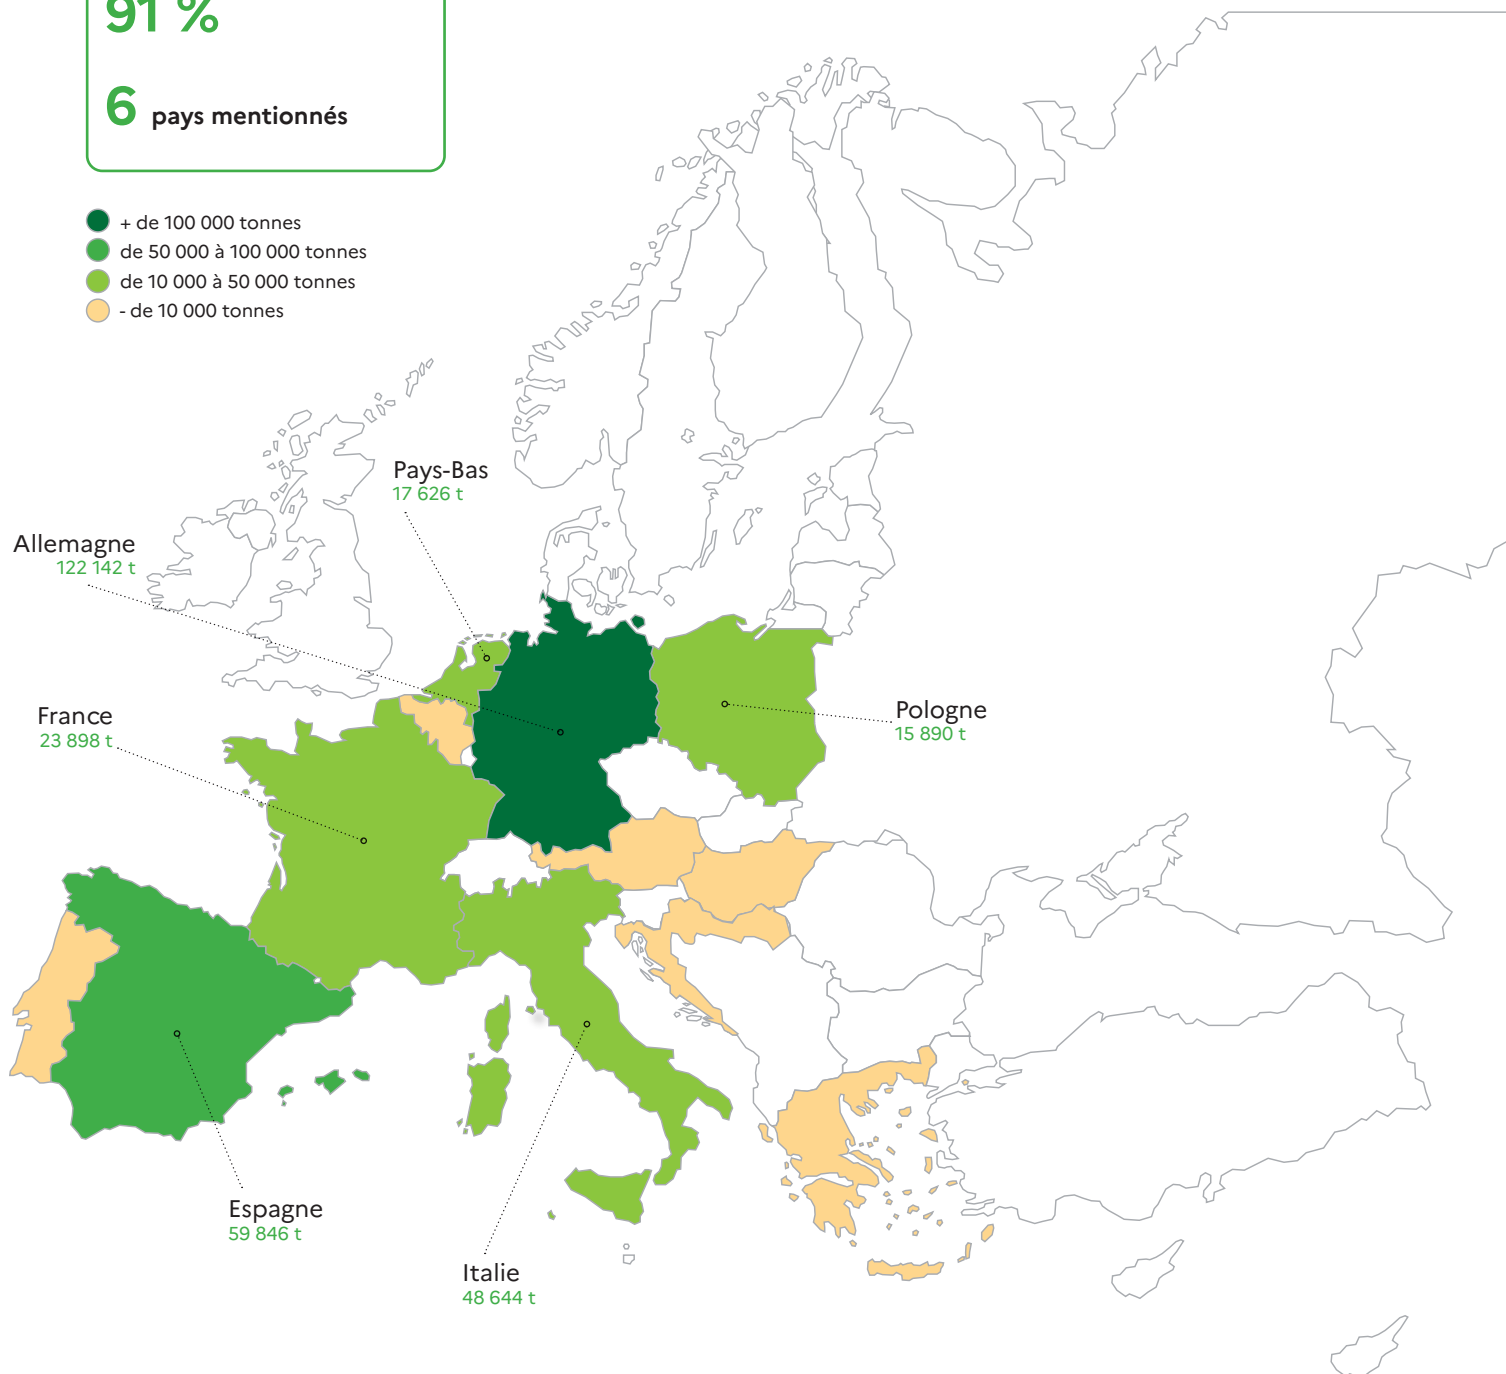 91 %
6 pays mentionnés
+ de 100 000 tonnes
de 50 000 à 100 000 tonnes
de 10 000 à 50 000 tonnes
- de 10 000 tonnes
Pays-Bas
17 626 t
Allemagne
122 142 t
France
23 898 t
Pologne
15 890 t
Espagne
59 846 t
Italie
48 644 t